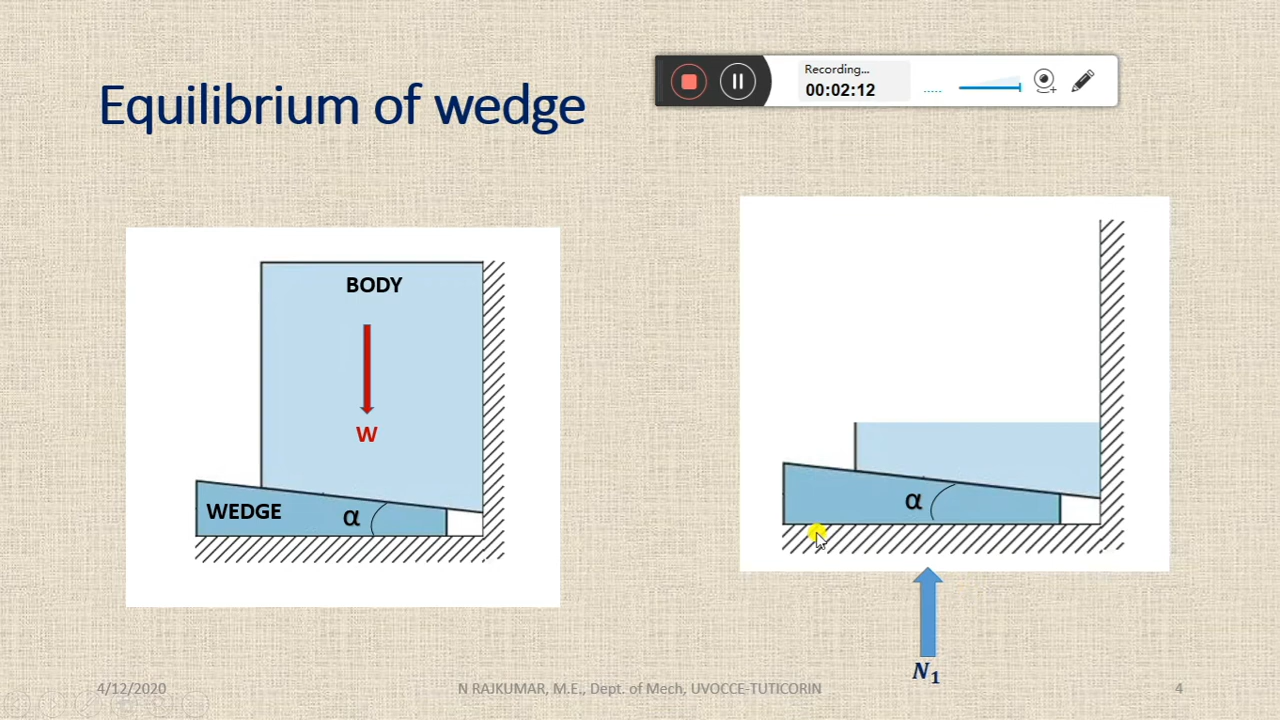 Equilibrium of wedge
Recording...
00:02:12
BODY
W
WEDGE
α
α
N₁
4/12/2020
N RAJKUMAR, M.E., Dept. of Mech, UVOCCE-TUTICORIN
4